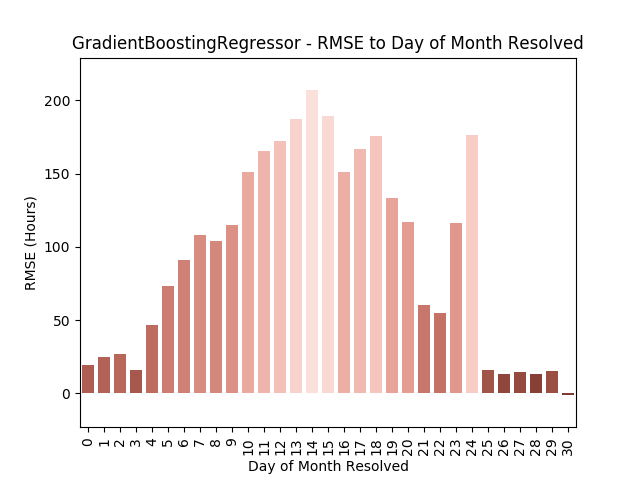 GradientBoostingRegressor - RMSE to Day of Month Resolved
RMSE (Hours)
200
150
100
50
0
0 1 2 3 4 5 6 7 8 9 10 11 12 13 14 15 16 17 18 19 20 21 22 23 24 25 26 27 28 29 30
Day of Month Resolved